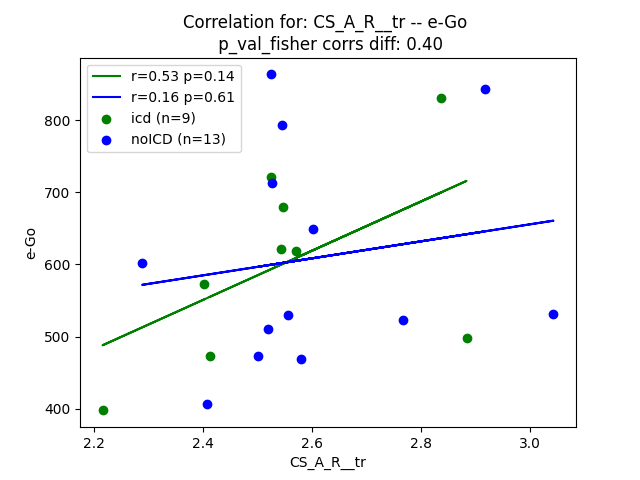 Correlation for: CS_A_R__tr -- e-Go
p_val_fisher corrs diff: 0.40
r=0.53 p=0.14
r=0.16 p=0.61
icd (n=9)
noICD (n=13)
e-Go
800
700
600
500
400
2.2 2.4 2.6 2.8 3.0
CS_A_R__tr